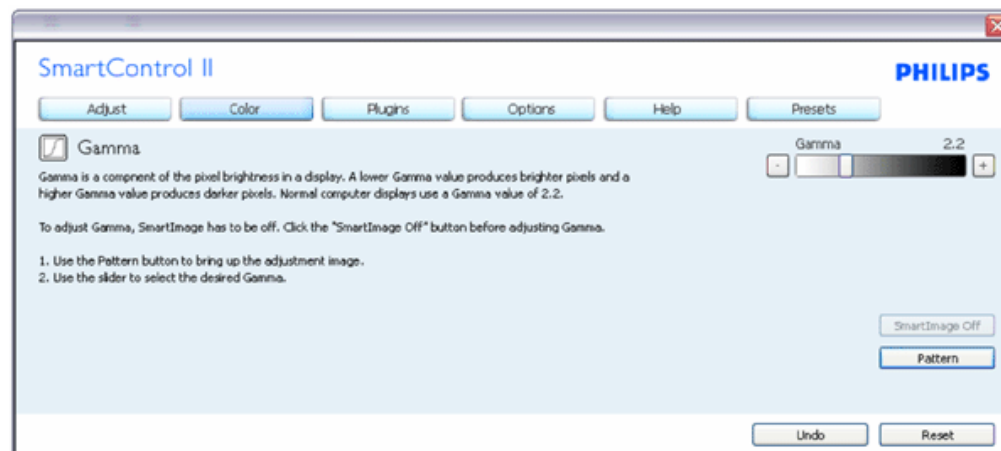 SmartControl II
PHILIPS
Adjust
Color
Plugins
Options
Help
Presets
Gamma
Gamma 2.2
- +
Gamma is a compnent of the pixel brightness in a display. A lower Gamma value produces brighter pixels and a
higher Gamma value produces darker pixels. Normal computer displays use a Gamma value of 2.2.
To adjust Gamma, SmartImage has to be off. Click the "SmartImage Off" button before adjusting Gamma.
1. Use the Pattern button to bring up the adjustment image.
2. Use the slider to select the desired Gamma.
SmartImage Off
Pattern
Undo
Reset